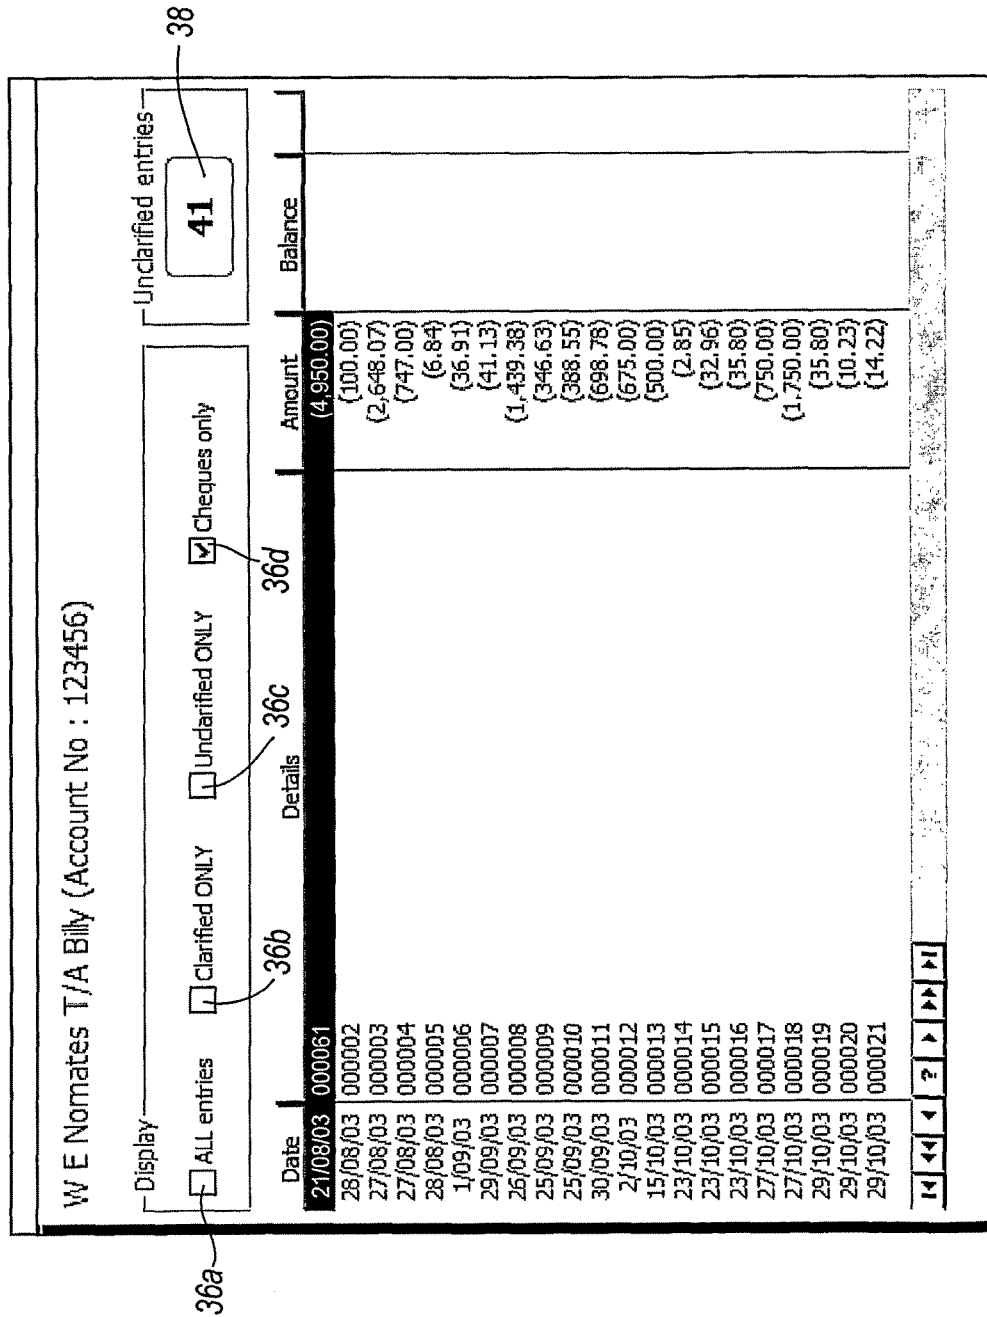 W E Nomates T/A Billy (Account No : 123456)
Display
Unclarified entries
36a
ALL entries
36b
Clarified ONLY
36c
Unclarified ONLY
36d
Cheques only
41
38
Date Details Amount Balance
21/08/03 000061 (4,950.00)
28/08/03 000002 (100.00)
27/08/03 000003 (2,648.07)
27/08/03 000004 (747.00)
28/08/03 000005 (6.84)
1/09/03 000006 (36.91)
29/09/03 000007 (41.13)
26/09/03 000008 (1,439.38)
25/09/03 000009 (346.63)
25/09/03 000010 (388.55)
30/09/03 000011 (698.78)
2/10/03 000012 (675.00)
15/10/03 000013 (500.00)
23/10/03 000014 (2.85)
23/10/03 000015 (32.96)
23/10/03 000016 (35.80)
27/10/03 000017 (750.00)
27/10/03 000018 (1,750.00)
29/10/03 000019 (35.80)
29/10/03 000020 (10.23)
29/10/03 000021 (14.22)
?